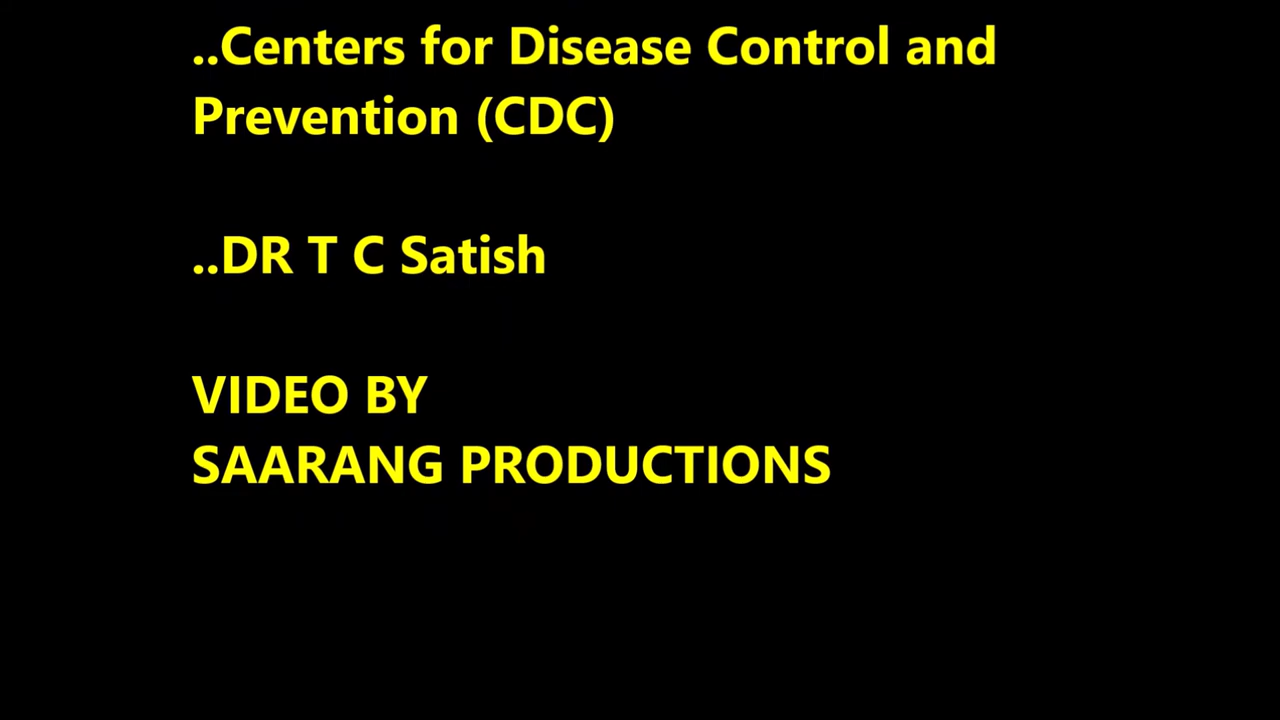 ..Centers for Disease Control and
Prevention (CDC)
..DR T C Satish
VIDEO BY
SAARANG PRODUCTIONS